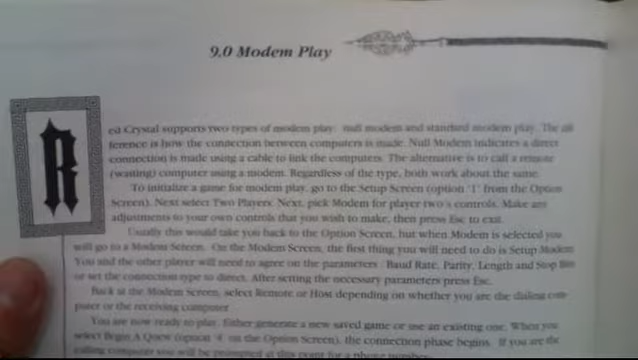 9.0 Modem Play
R
ed Crystal supports two types of modem play: null modem and standard modem play. The dif
ference is how the connection between computers is made. Null Modem indicates a direct
connection is made using a cable to link the computers. The alternative is to call a remote
(waiting) computer using a modem. Regardless of the type, both work about the same.
To initialize a game for modem play, go to the Setup Screen (option '1' from the Option
Screen). Next select Two Players. Next, pick Modem for player two's controls. Make any
adjustments to your own controls that you wish to make, then press Esc to exit.
Usually this would take you back to the Option Screen, but when Modem is selected you
will go to a Modem Screen. On the Modem Screen, the first thing you will need to do is Setup Modem
You and the other player will need to agree on the parameters: Baud Rate, Parity, Length and Stop Bits
or set the connection type to direct. After setting the necessary parameters press Esc.
Back at the Modem Screen, select Remote or Host depending on whether you are the dialing com-
puter or the receiving computer
You are now ready to play. Either generate a new saved game or use an existing one. When you
select Begin A Quest (option '4' on the Option Screen), the connection phase begins. If you are the
calling computer you will be prompted at this point for a phone number